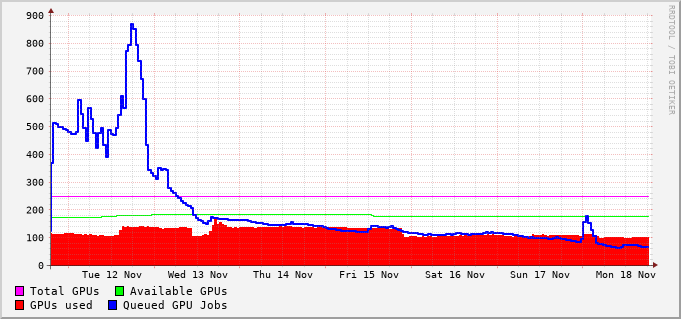 900
800
700
600
500
400
300
200
100
0
Tue 12 Nov Wed 13 Nov Thu 14 Nov Fri 15 Nov Sat 16 Nov Sun 17 Nov Mon 18 Nov
Total GPUs Available GPUs
GPUs used Queued GPU Jobs
RRDTOOL / TOBI OETIKER